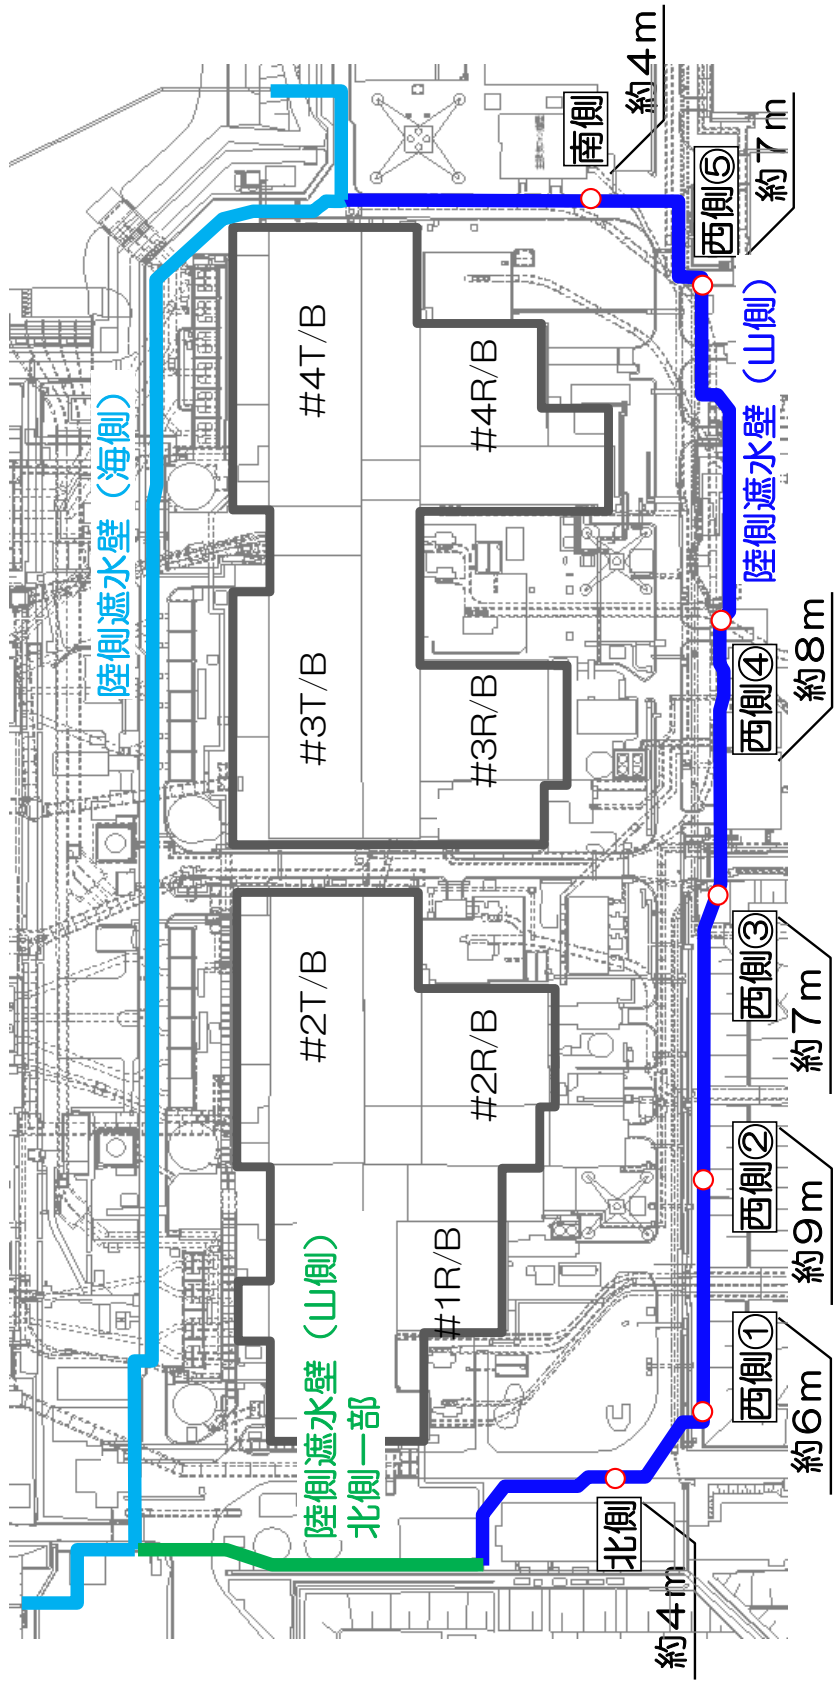 陸側遮水壁（海側）
#1R/B
#2T/B
#2R/B
#3T/B
#3R/B
#4T/B
#4R/B
陸側遮水壁（山側）
北側一部
陸側遮水壁（山側）
北側
約4m
西側①
約6m
西側②
約9m
西側③
約7m
西側④
約8m
西側⑤
約7m
南側
約4m